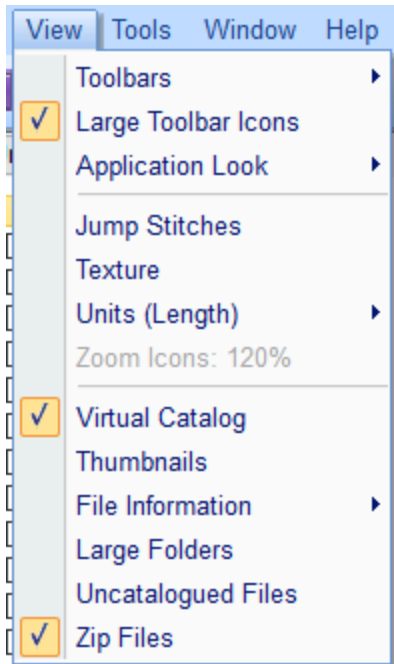 View Tools Window Help
Toolbars
Large Toolbar Icons
Application Look
Jump Stitches
Texture
Units (Length)
Zoom Icons: 120%
Virtual Catalog
Thumbnails
File Information
Large Folders
Uncatalogued Files
Zip Files